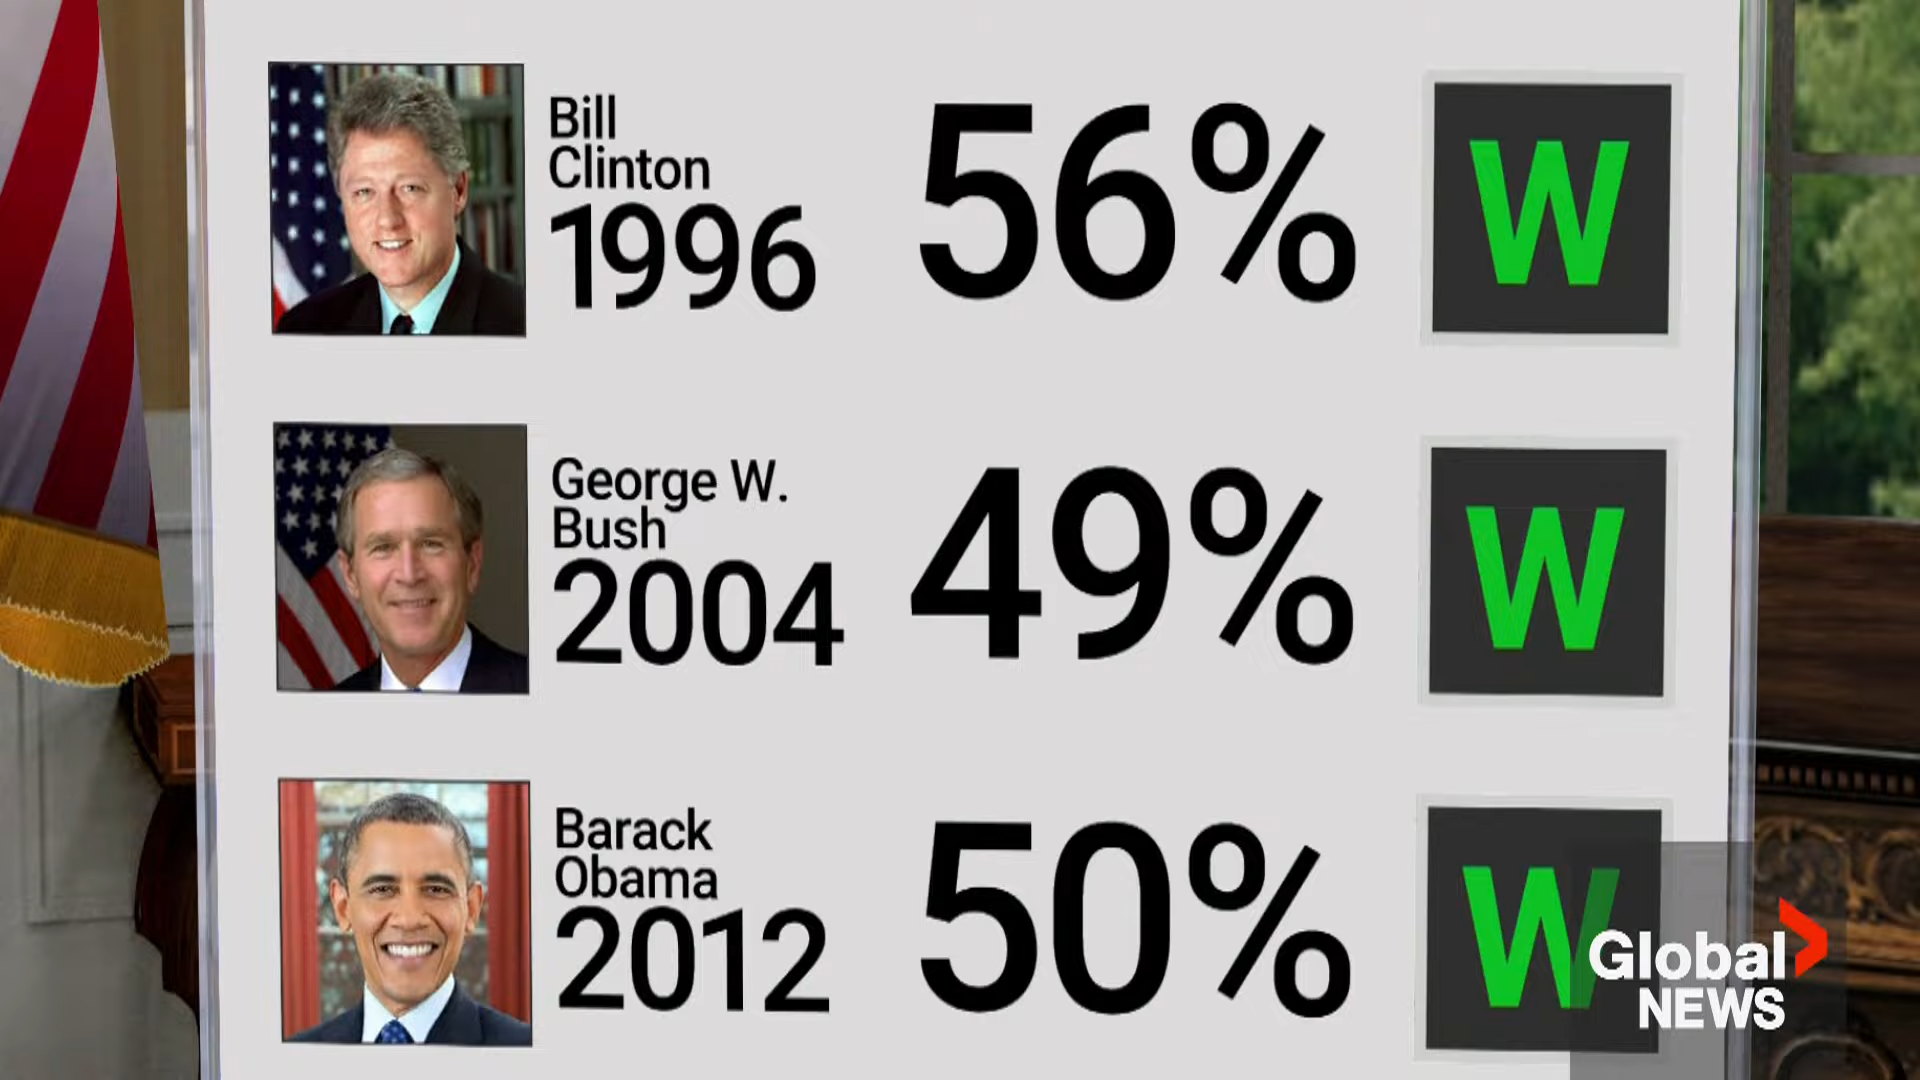 Bill
Clinton
1996
56%
W
George W.
Bush
2004
49%
W
Barack
Obama
2012
50%
W
Global
NEWS